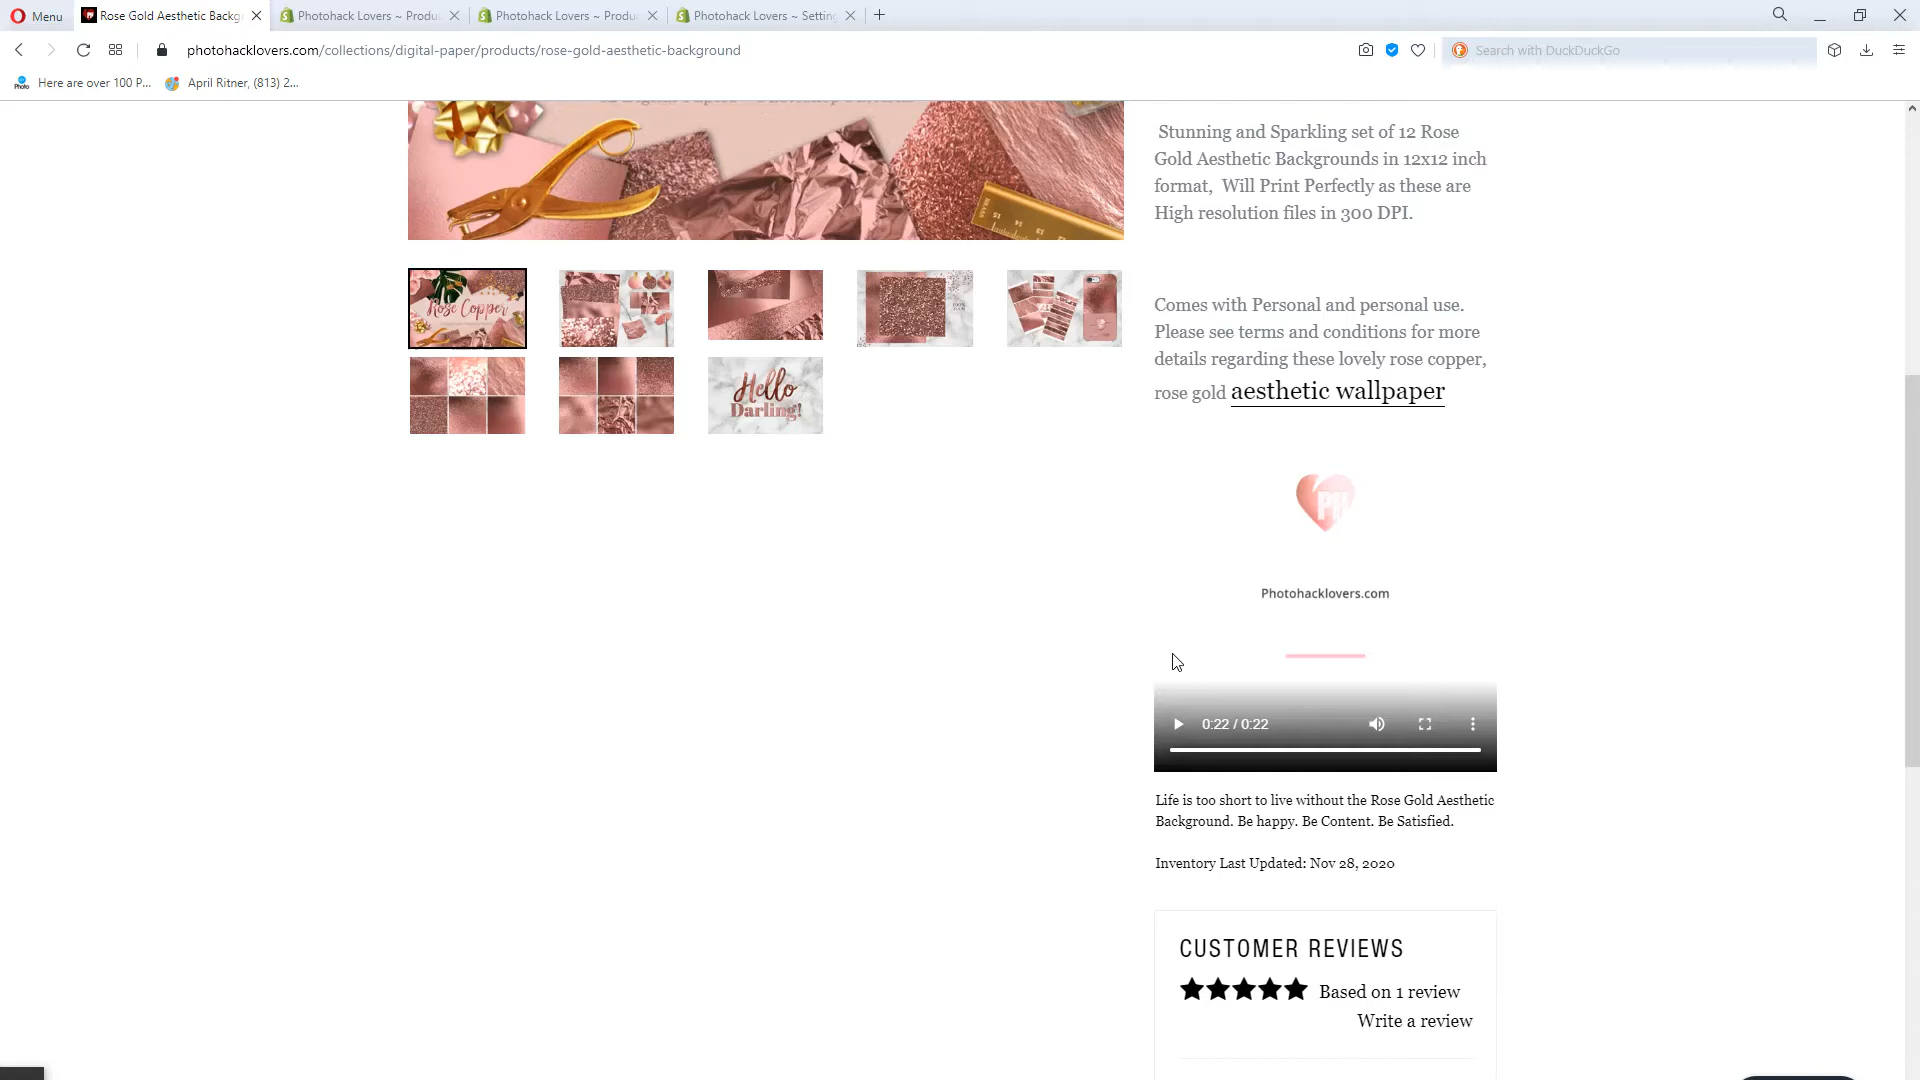 Menu
Rose Gold Aesthetic Backg
Photohack Lovers ~ Produ
Photohack Lovers ~ Produ
Photohack Lovers ~ Settin
photohacklovers.com/collections/digital-paper/products/rose-gold-aesthetic-background
Search with DuckDuckGo
Here are over 100 P...
April Ritner, (813) 2...
Stunning and Sparkling set of 12 Rose
Gold Aesthetic Backgrounds in 12x12 inch
format,  Will Print Perfectly as these are
High resolution files in 300 DPI.
Rose Copper
Hello
Darling!
Comes with Personal and personal use.
Please see terms and conditions for more
details regarding these lovely rose copper,
rose gold aesthetic wallpaper
PH
Photohacklovers.com
0:22 / 0:22
Life is too short to live without the Rose Gold Aesthetic
Background. Be happy. Be Content. Be Satisfied.
Inventory Last Updated: Nov 28, 2020
CUSTOMER REVIEWS
Based on 1 review
Write a review